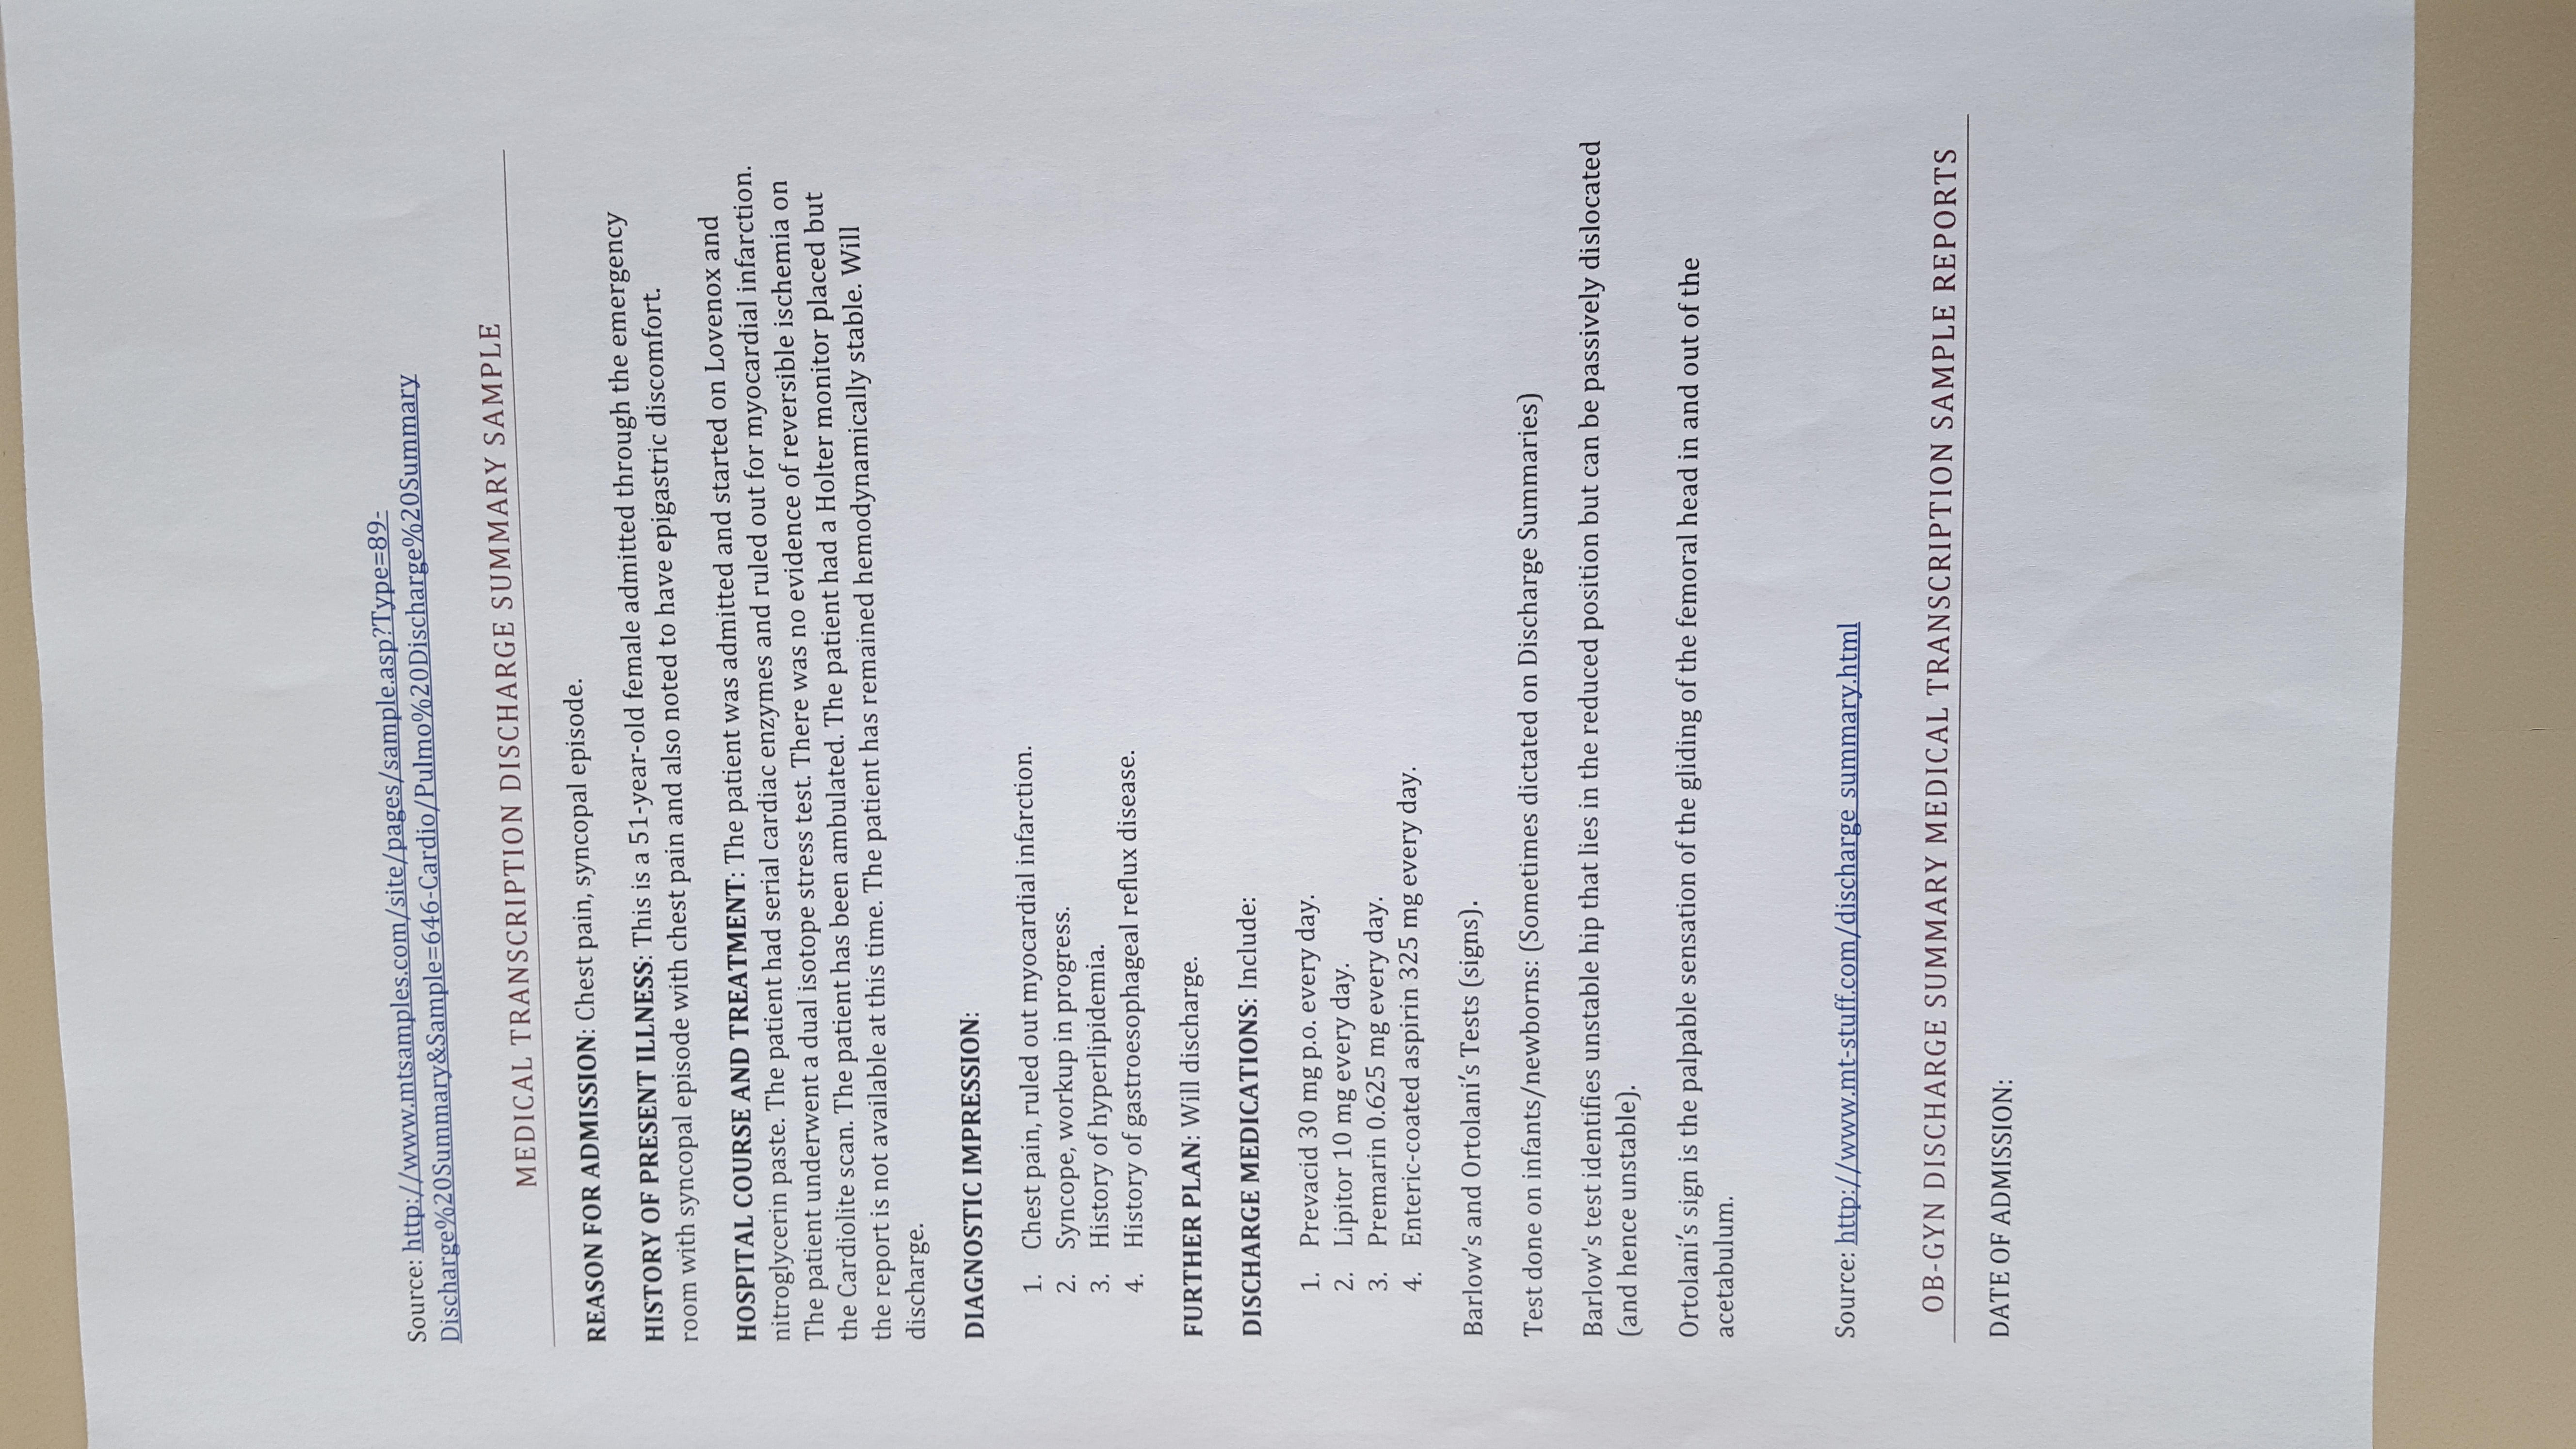 Source: http://www.mtsamples.com/site/pages/sample.asp?Type=89-
Discharge%20Summary&Sample=646-Cardio/Pulmo%20Discharge%20Summary
MEDICAL TRANSCRIPTION DISCHARGE SUMMARY SAMPLE
REASON FOR ADMISSION: Chest pain, syncopal episode.
HISTORY OF PRESENT ILLNESS: This is a 51-year-old female admitted through the emergency
room with syncopal episode with chest pain and also noted to have epigastric discomfort.
HOSPITAL COURSE AND TREATMENT: The patient was admitted and started on Lovenox and
nitroglycerin paste. The patient had serial cardiac enzymes and ruled out for myocardial infarction.
The patient underwent a dual isotope stress test. There was no evidence of reversible ischemia on
the Cardiolite scan. The patient has been ambulated. The patient had a Holter monitor placed but
the report is not available at this time. The patient has remained hemodynamically stable. Will
discharge.
DIAGNOSTIC IMPRESSION:
1. Chest pain, ruled out myocardial infarction.
2. Syncope, workup in progress.
3. History of hyperlipidemia.
4. History of gastroesophageal reflux disease.
FURTHER PLAN: Will discharge.
DISCHARGE MEDICATIONS: Include:
1. Prevacid 30 mg p.o. every day.
2. Lipitor 10 mg every day.
3. Premarin 0.625 mg every day.
4. Enteric-coated aspirin 325 mg every day.
Barlow’s and Ortolani’s Tests (signs).
Test done on infants/newborns: (Sometimes dictated on Discharge Summaries)
Barlow's test identifies unstable hip that lies in the reduced position but can be passively dislocated
(and hence unstable).
Ortolani’s sign is the palpable sensation of the gliding of the femoral head in and out of the
acetabulum.
Source: http://www.mt-stuff.com/discharge_summary.html
OB-GYN DISCHARGE SUMMARY MEDICAL TRANSCRIPTION SAMPLE REPORTS
DATE OF ADMISSION: